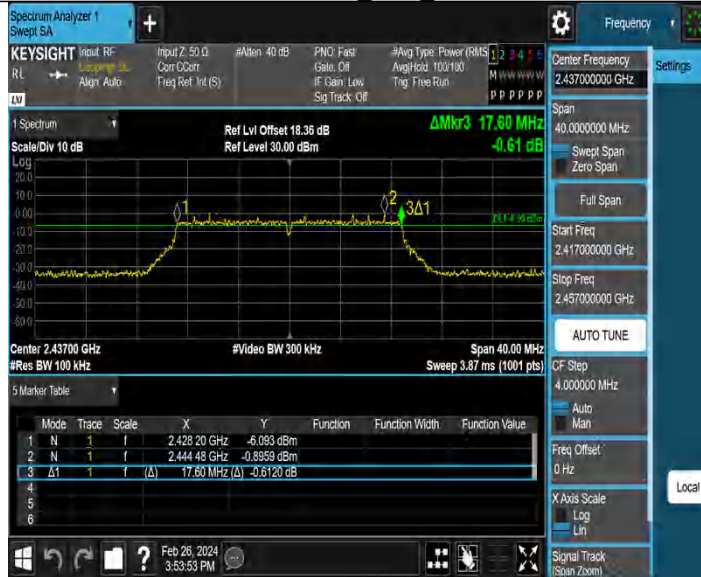 Spectrum Analyzer 1
Swept SA
+
Frequency
KEYSIGHT
Input: RF
Input Z: 50 Ω
#Atten: 40 dB
PNO: Fast
#Avg Type: Power (RMS
1 2 3 4 5 6
RL
Align: Auto
Corr CCorr
Freq Ref: Int (S)
Gate: Off
IF Gain: Low
Sig Track: Off
Avg|Hold: 100/100
Trig: Free Run
M W W W W W
P P P P P P
LXI
Settings
Center Frequency
2.437000000 GHz
Span
40.0000000 MHz
Swept Span
Zero Span
Full Span
Start Freq
2.417000000 GHz
Stop Freq
2.457000000 GHz
AUTO TUNE
CF Step
4.000000 MHz
Auto
Man
Freq Offset
0 Hz
X Axis Scale
Log
Lin
Signal Track
(Span Zoom)
Local
1 Spectrum
Scale/Div 10 dB
Ref Lvl Offset 18.36 dB
Ref Level 30.00 dBm
ΔMkr3 17.60 MHz
-0.61 dB
Log
20.0
10.0
0.00
-10.0
-20.0
-30.0
-40.0
-50.0
-60.0
1
2
3Δ1
Center 2.43700 GHz
#Video BW 300 kHz
Span 40.00 MHz
#Res BW 100 kHz
Sweep 3.87 ms (1001 pts)
5 Marker Table
Mode Trace Scale X Y Function Function Width Function Value
1 N 1 f 2.428 20 GHz -6.093 dBm
2 N 1 f 2.444 48 GHz -0.8959 dBm
3 Δ1 1 f (Δ) 17.60 MHz (Δ) -0.6120 dB
4
5
6
?
Feb 26, 2024
3:53:53 PM